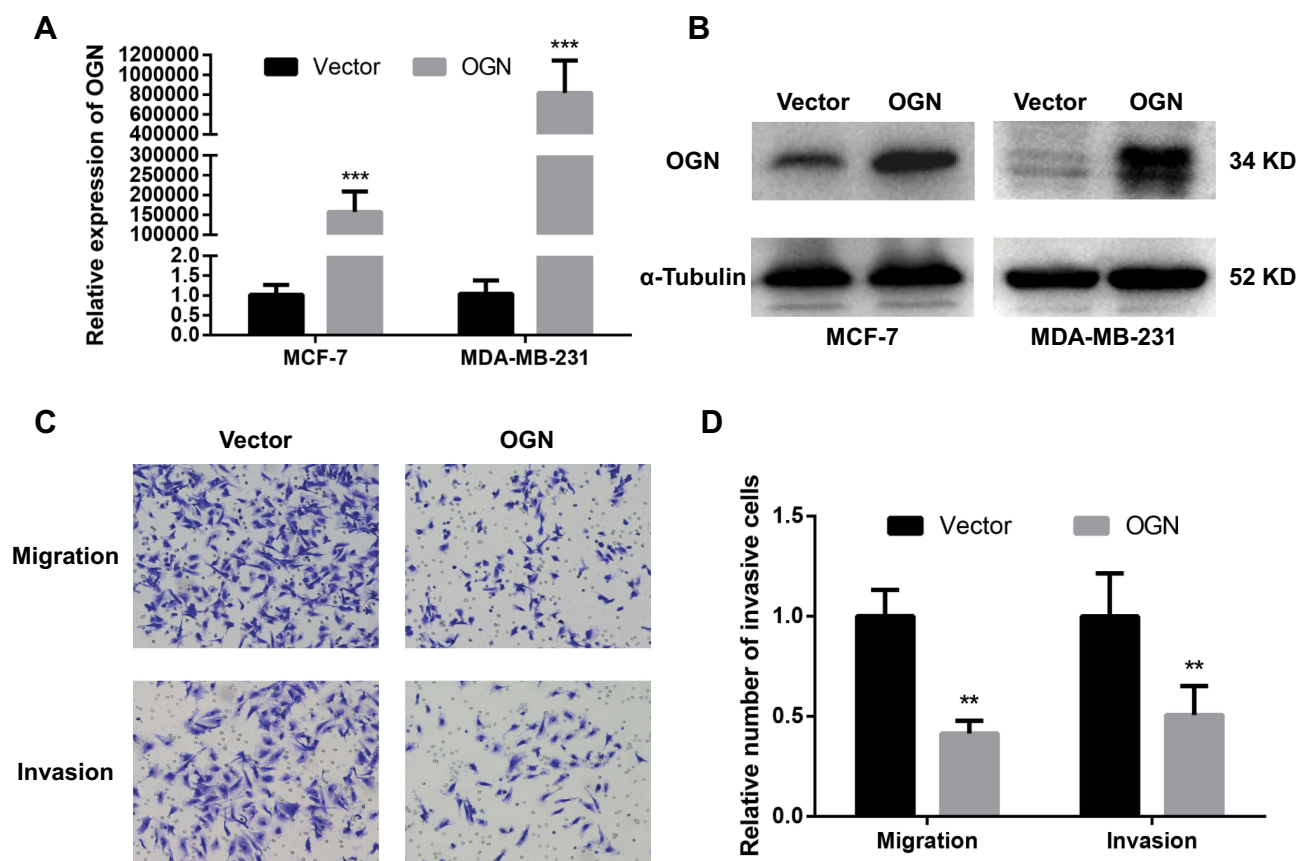 A
Relative expression of OGN
1200000
1000000
800000
600000
400000
300000
250000
200000
150000
100000
2.0
1.5
1.0
0.5
0.0
Vector
OGN
***
***
MCF-7
MDA-MB-231
B
Vector OGN Vector OGN
OGN
34 KD
α-Tubulin
52 KD
MCF-7 MDA-MB-231
C
Vector OGN
Migration
Invasion
D
Relative number of invasive cells
1.5
1.0
0.5
0.0
Vector
OGN
**
**
Migration Invasion